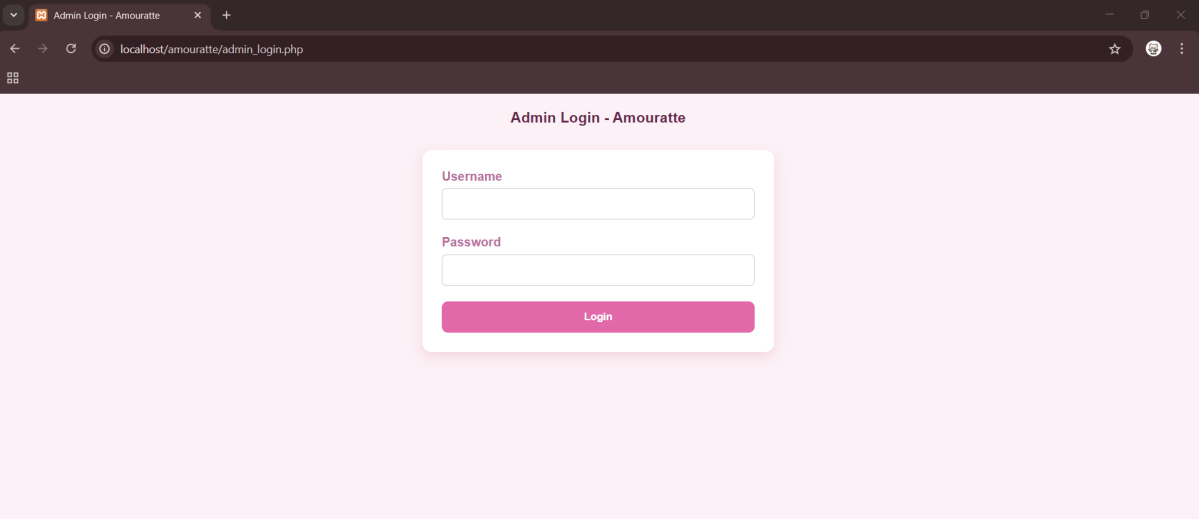 Admin Login - Amouratte
localhost/amouratte/admin_login.php
Admin Login - Amouratte
Username
Password
Login